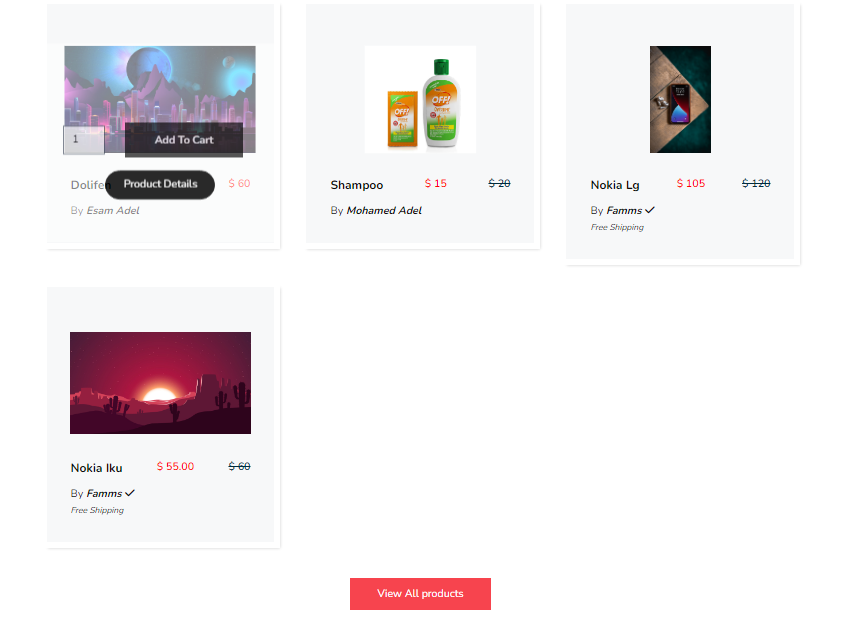 1
Add To Cart
Product Details
$ 60
By Esam Adel
OFF!
OFF!
Shampoo $ 15 $ 20
By Mohamed Adel
Nokia Lg $ 105 $ 120
By Famms
Free Shipping
Nokia Iku $ 55.00 $ 60
By Famms
Free Shipping
View All products